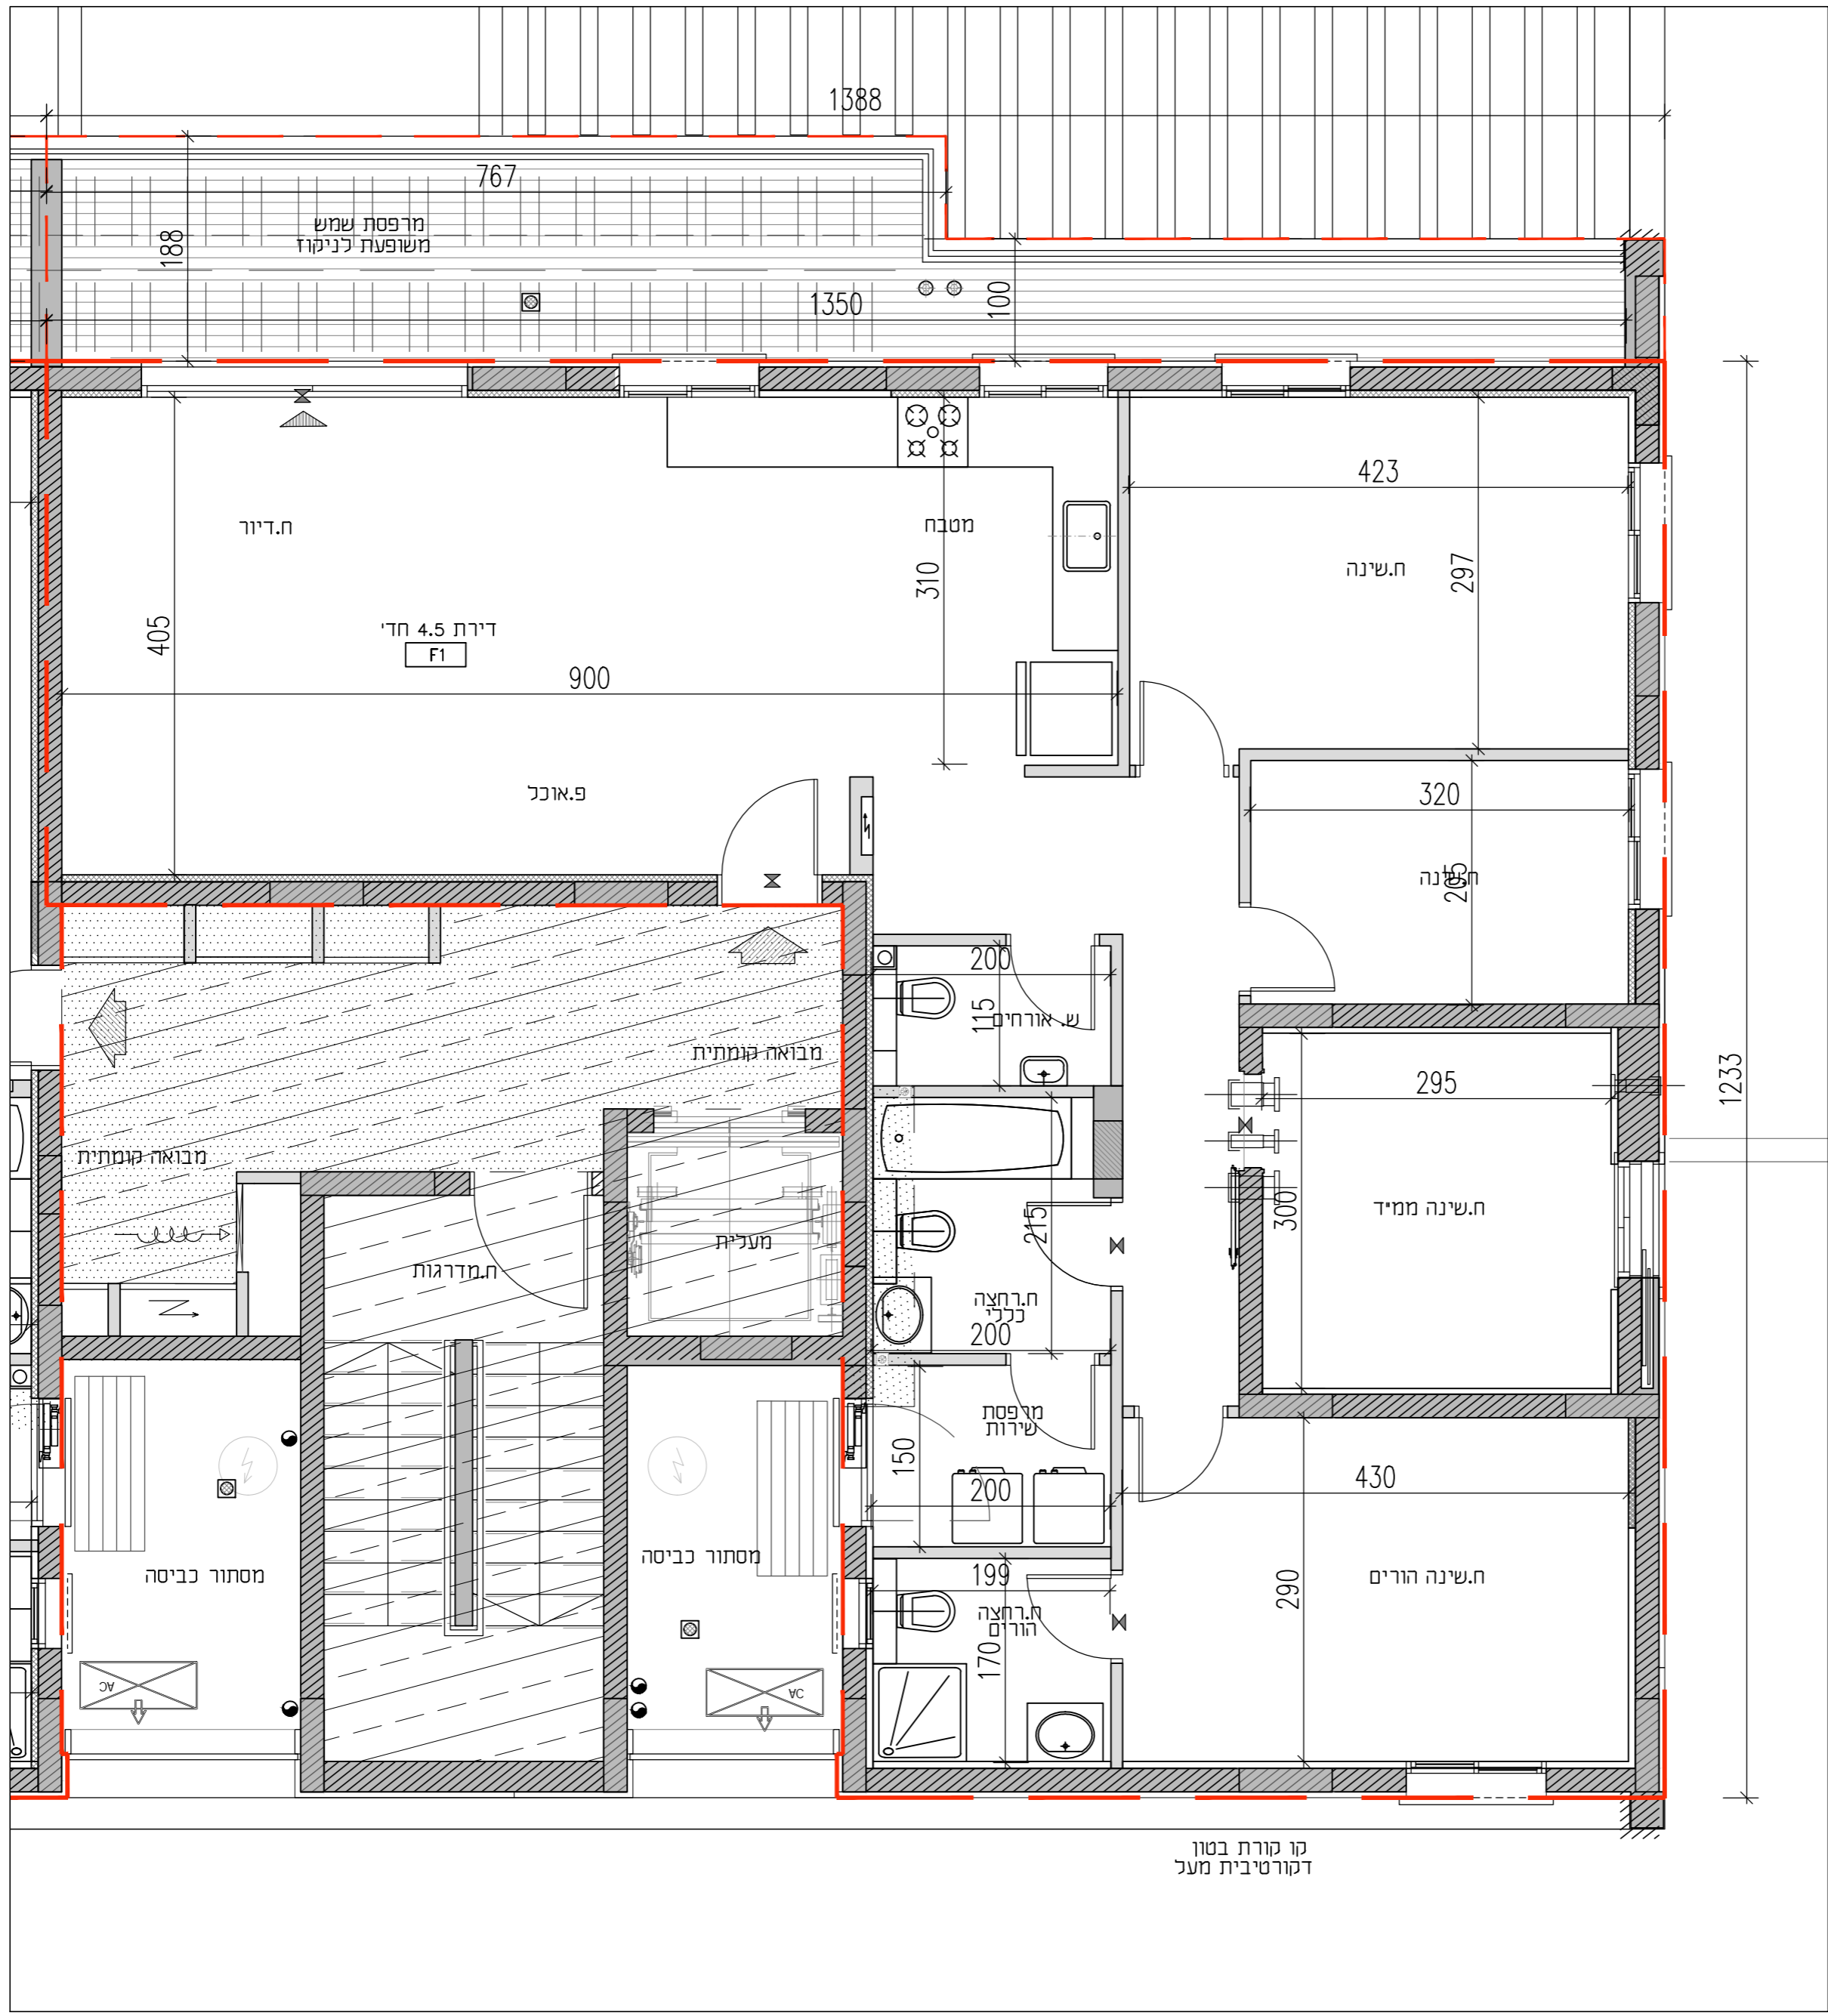 1388
767
מרפסת שמש
משופעת לניקוז
188
1350
100
423
ח.דיור
מטבח
ח.שינה
297
310
405
דירת 4.5 חדי'
F1
900
פ.אוכל
320
ח.שינה
205
200
115
ש. אורחים
מבואה קומתית
295
1233
מבואה קומתית
300
ח.שינה ממ"ד
215
מעלית
ח.מדרגות
ח.רחצה
כללי
200
מרפסת
שירות
150
200
430
מסתור כביסה
מסתור כביסה
199
290
ח.שינה הורים
ח.רחצה
הורים
170
AC
AC
קו קורת בטון
דקורטיבית מעל